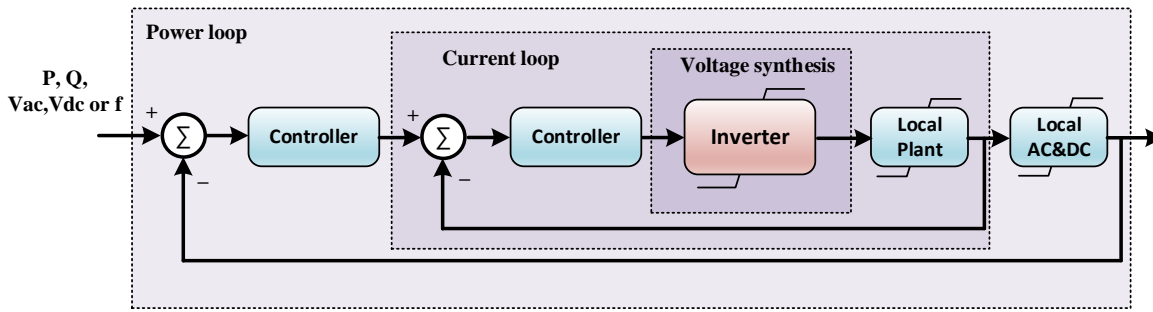 Power loop
Current loop
Voltage synthesis
P, Q,
Vac,Vdc or f
+
Σ
−
Controller
+
Σ
−
Controller
Inverter
Local
Plant
Local
AC&DC